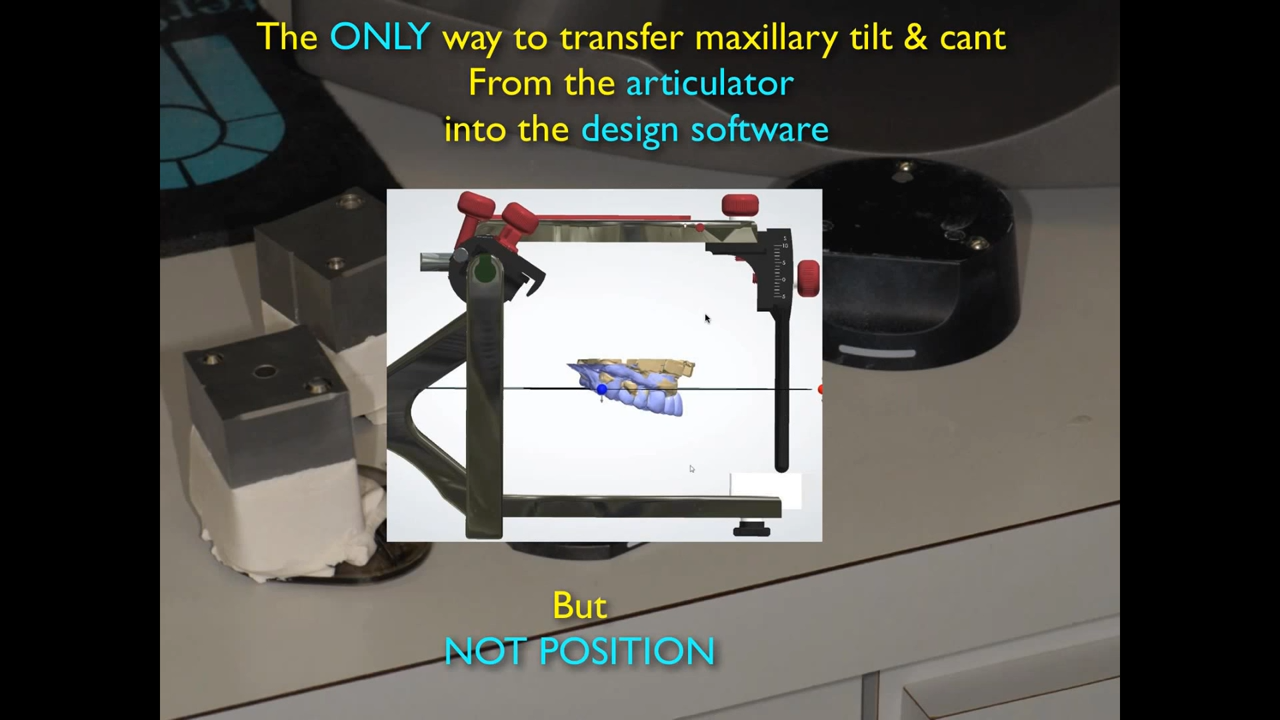 The ONLY way to transfer maxillary tilt & cant
From the articulator
into the design software
But
NOT POSITION